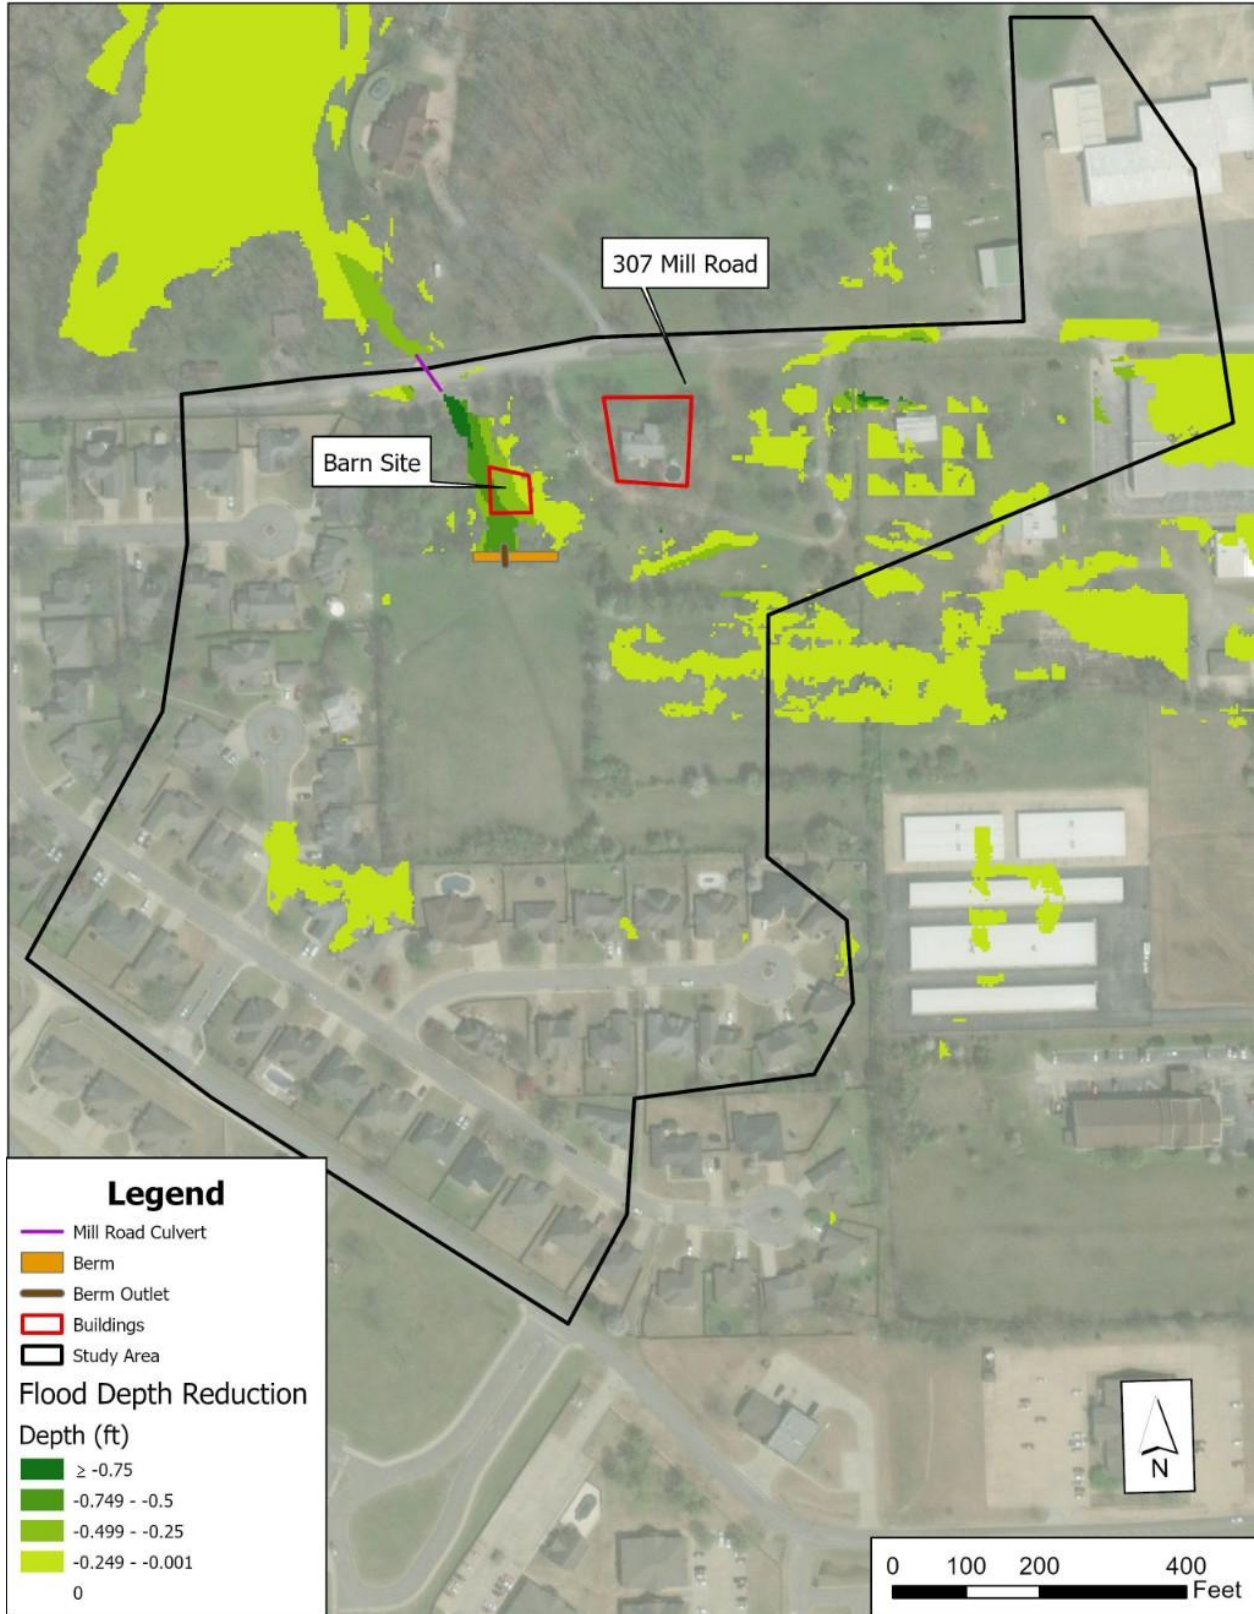 307 Mill Road
Barn Site
Legend
Mill Road Culvert
Berm
Berm Outlet
Buildings
Study Area
Flood Depth Reduction
Depth (ft)
≥ -0.75
-0.749 - -0.5
-0.499 - -0.25
-0.249 - -0.001
0
N
0 100 200 400
Feet